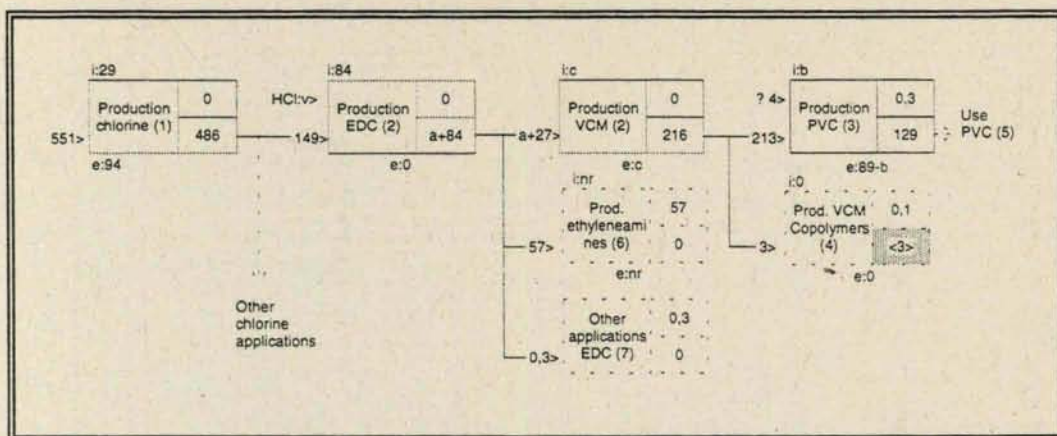 i:29
551>
Production
chlorine (1)
0
486
e:94
Other
chlorine
applications
i:84
HCl:v>
149>
Production
EDC (2)
0
a+84
e:0
i:c
a+27>
Production
VCM (2)
0
216
e:c
i:nr
57>
Prod.
ethyleneami
nes (6)
57
0
e:nr
0,3>
Other
applications
EDC (7)
0,3
0
i:b
? 4>
213>
Production
PVC (3)
0,3
129
e:89-b
Use
PVC (5)
i:0
3>
Prod. VCM
Copolymers
(4)
0,1
<3>
e:0